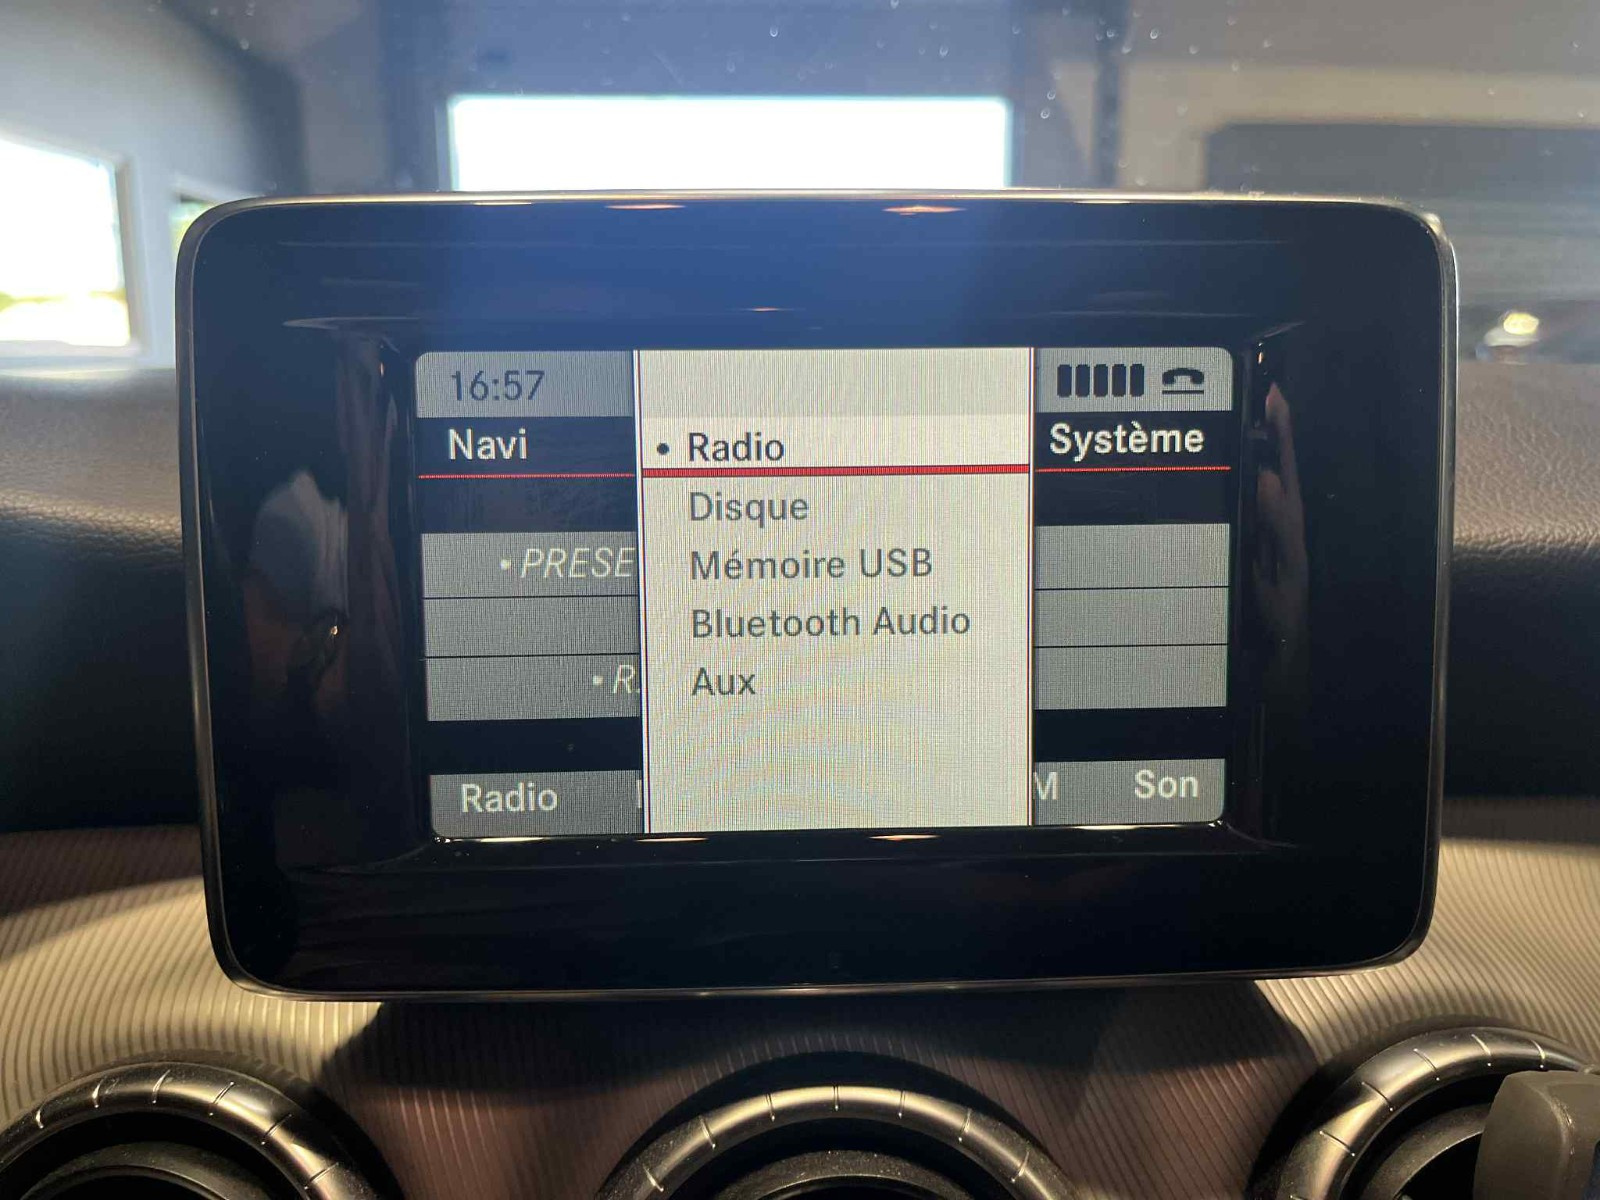 16:57
Navi
• Radio
Système
Disque
• PRESE
Mémoire USB
Bluetooth Audio
• R
Aux
Radio
M
Son